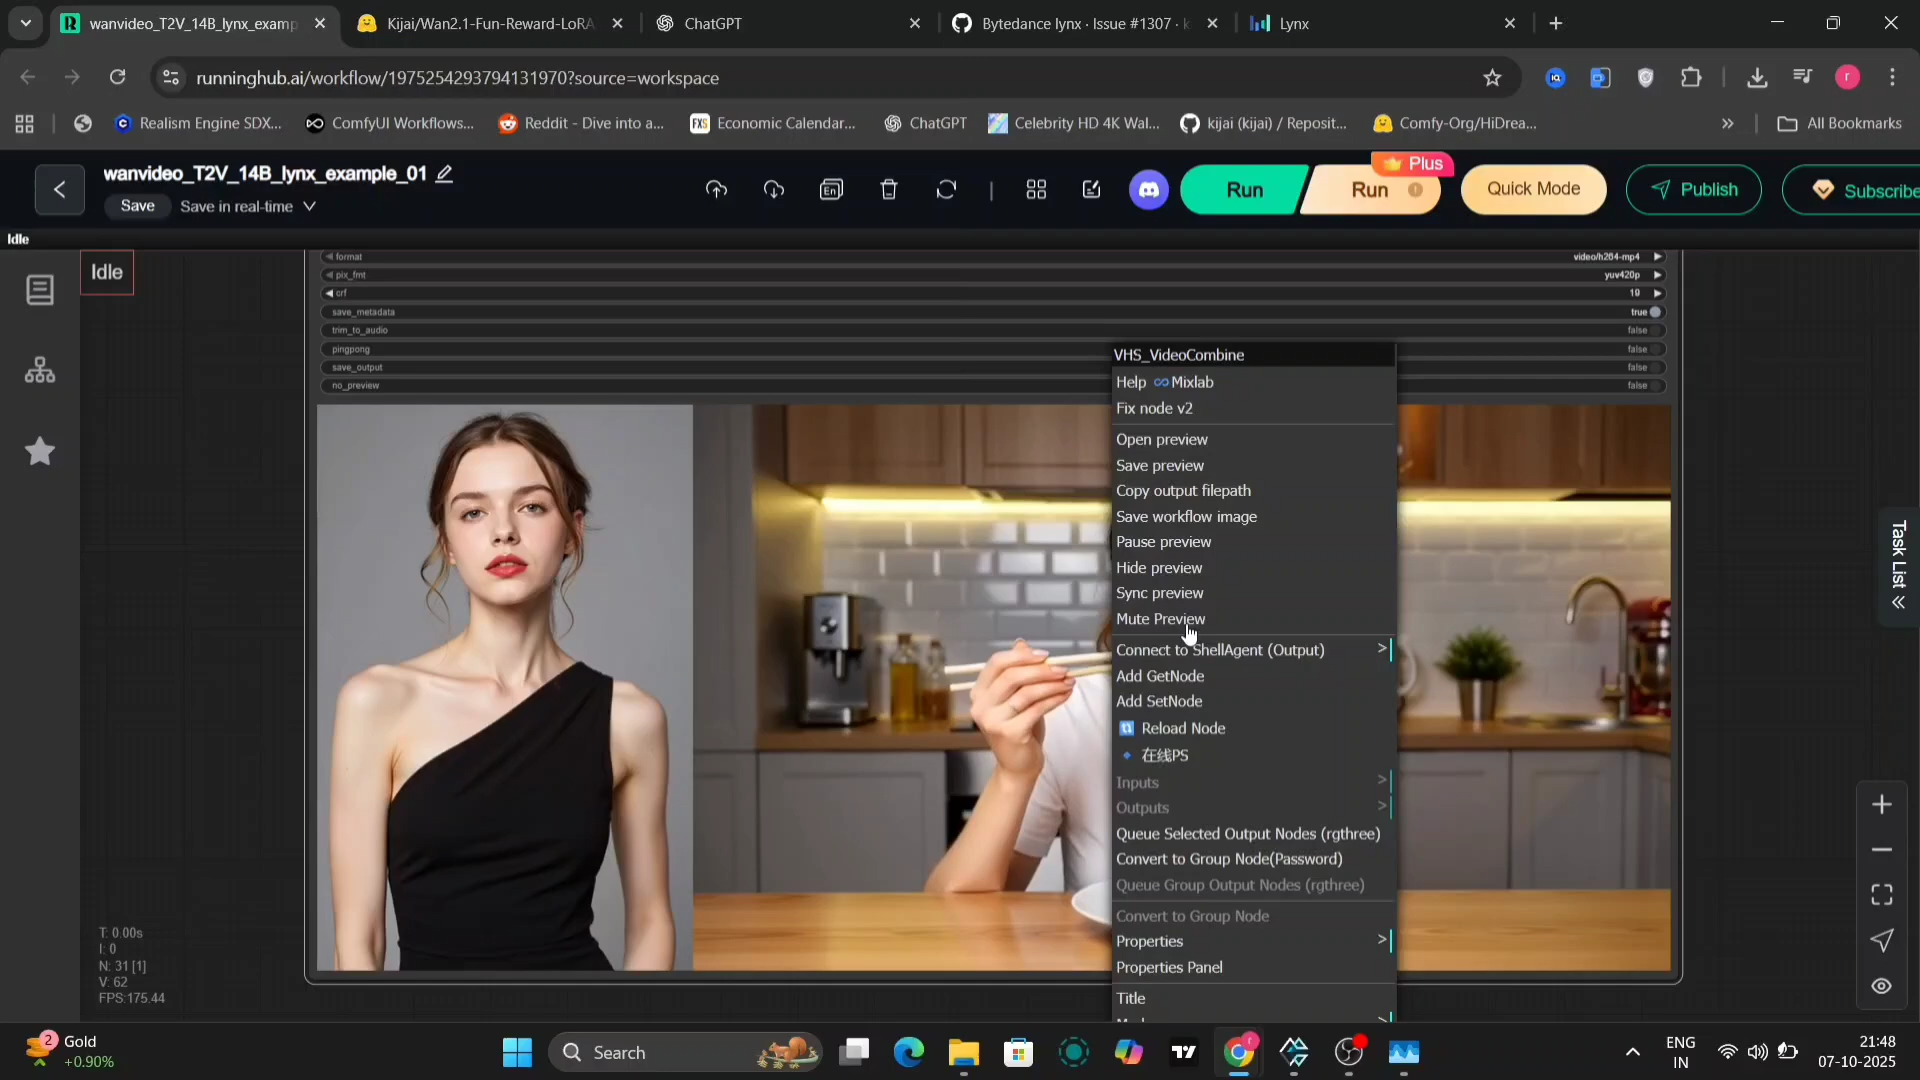 wanvideo_T2V_14B_lynx_examp
Kijai/Wan2.1-Fun-Reward-LoRA
ChatGPT
Bytedance lynx · Issue #1307 · k
Lynx
runninghub.ai/workflow/1975254293794131970?source=workspace
r
Realism Engine SDX...
ComfyUI Workflows...
Reddit - Dive into a...
FXS
Economic Calendar...
ChatGPT
Celebrity HD 4K Wal...
kijai (kijai) / Reposit...
Comfy-Org/HiDrea...
»
All Bookmarks
wanvideo_T2V_14B_lynx_example_01
Save
Save in real-time
En
Run
Plus
Run
Quick Mode
Publish
Subscribe
Idle
Idle
format
video/h264-mp4
pix_fmt
yuv420p
crf
19
save_metadata
true
trim_to_audio
false
pingpong
false
save_output
false
no_preview
false
VHS_VideoCombine
Help ∞ Mixlab
Fix node v2
Open preview
Save preview
Copy output filepath
Save workflow image
Pause preview
Hide preview
Sync preview
Mute Preview
Connect to ShellAgent (Output) >
Add GetNode
Add SetNode
Reload Node
在线PS
Inputs >
Outputs >
Queue Selected Output Nodes (rgthree)
Convert to Group Node(Password)
Queue Group Output Nodes (rgthree)
Convert to Group Node
Properties >
Properties Panel
Title
Task List
T: 0.00s
I: 0
N: 31 [1]
V: 62
FPS:175.44
2
Gold
+0.90%
Search
ENG
IN
21:48
07-10-2025